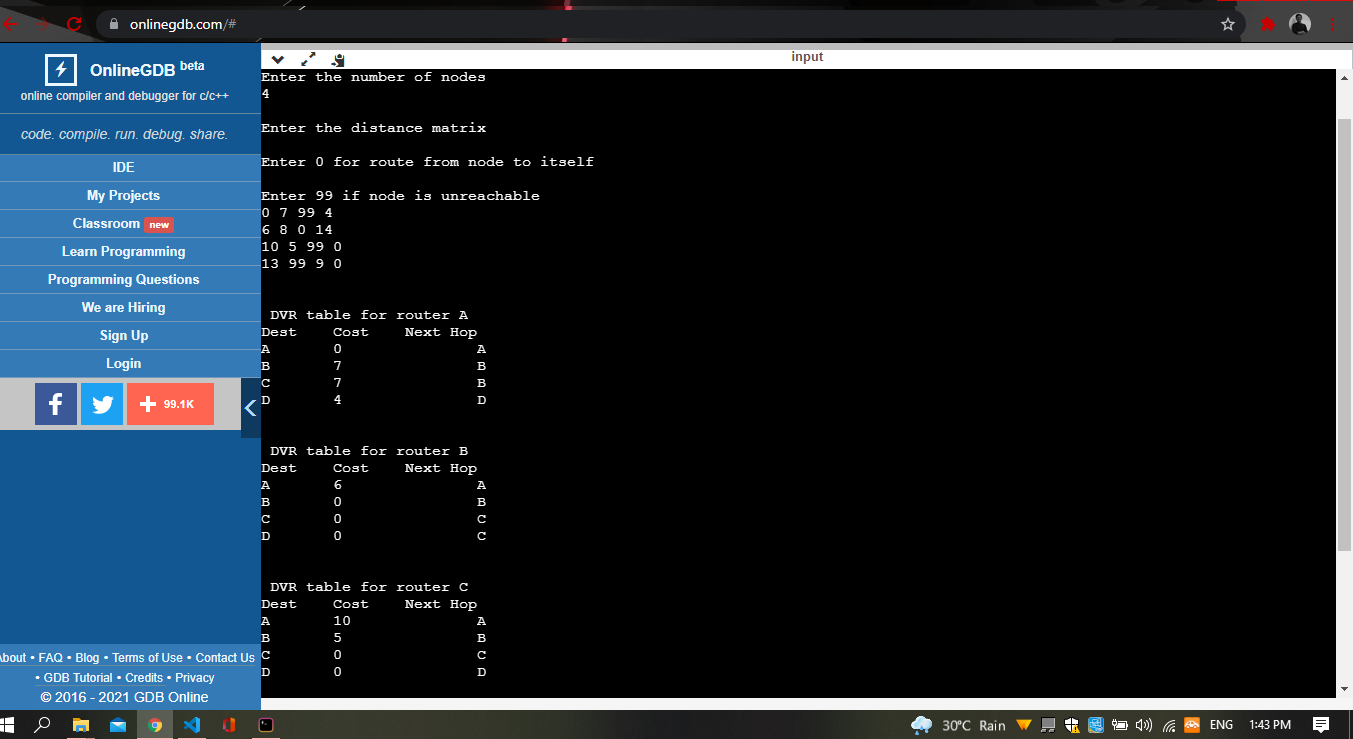 onlinegdb.com/#
OnlineGDB beta
online compiler and debugger for c/c++
code. compile. run. debug. share.
IDE
My Projects
Classroom new
Learn Programming
Programming Questions
We are Hiring
Sign Up
Login
99.1K
About • FAQ • Blog • Terms of Use • Contact Us
• GDB Tutorial • Credits • Privacy
© 2016 - 2021 GDB Online
input
Enter the number of nodes
4
Enter the distance matrix
Enter 0 for route from node to itself
Enter 99 if node is unreachable
0 7 99 4
6 8 0 14
10 5 99 0
13 99 9 0
DVR table for router A
Dest Cost Next Hop
A 0 A
B 7 B
C 7 B
D 4 D
DVR table for router B
Dest Cost Next Hop
A 6 A
B 0 B
C 0 C
D 0 C
DVR table for router C
Dest Cost Next Hop
A 10 A
B 5 B
C 0 C
D 0 D
30°C Rain
ENG
1:43 PM